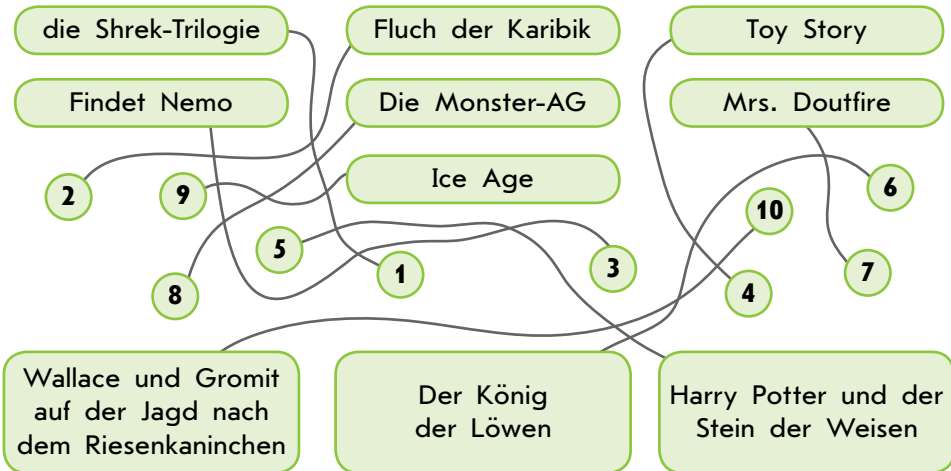 die Shrek-Trilogie
Fluch der Karibik
Toy Story
Findet Nemo
Die Monster-AG
Mrs. Doutfire
Ice Age
2
9
6
10
5
1
3
7
8
4
Wallace und Gromit
auf der Jagd nach
dem Riesenkaninchen
Der König
der Löwen
Harry Potter und der
Stein der Weisen